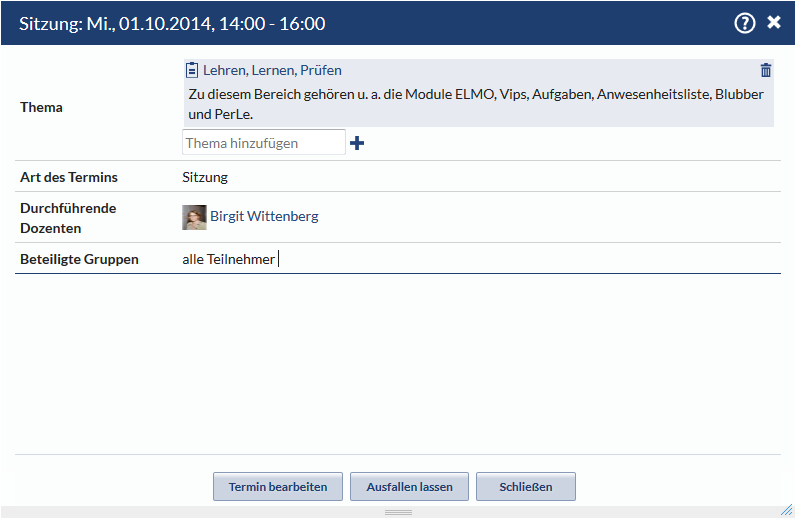 Sitzung: Mi., 01.10.2014, 14:00 - 16:00
Thema
Lehren, Lernen, Prüfen
Zu diesem Bereich gehören u. a. die Module ELMO, Vips, Aufgaben, Anwesenheitsliste, Blubber
und PerLe.
Thema hinzufügen
Art des Termins Sitzung
Durchführende
Dozenten
Birgit Wittenberg
Beteiligte Gruppen alle Teilnehmer
Termin bearbeiten Ausfallen lassen Schließen